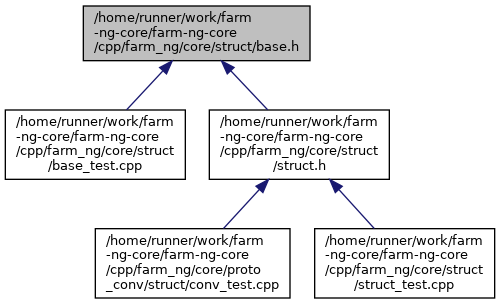 /home/runner/work/farm
-ng-core/farm-ng-core
/cpp/farm_ng/core/struct/base.h
/home/runner/work/farm
-ng-core/farm-ng-core
/cpp/farm_ng/core/struct
/base_test.cpp
/home/runner/work/farm
-ng-core/farm-ng-core
/cpp/farm_ng/core/struct
/struct.h
/home/runner/work/farm
-ng-core/farm-ng-core
/cpp/farm_ng/core/proto
_conv/struct/conv_test.cpp
/home/runner/work/farm
-ng-core/farm-ng-core
/cpp/farm_ng/core/struct
/struct_test.cpp